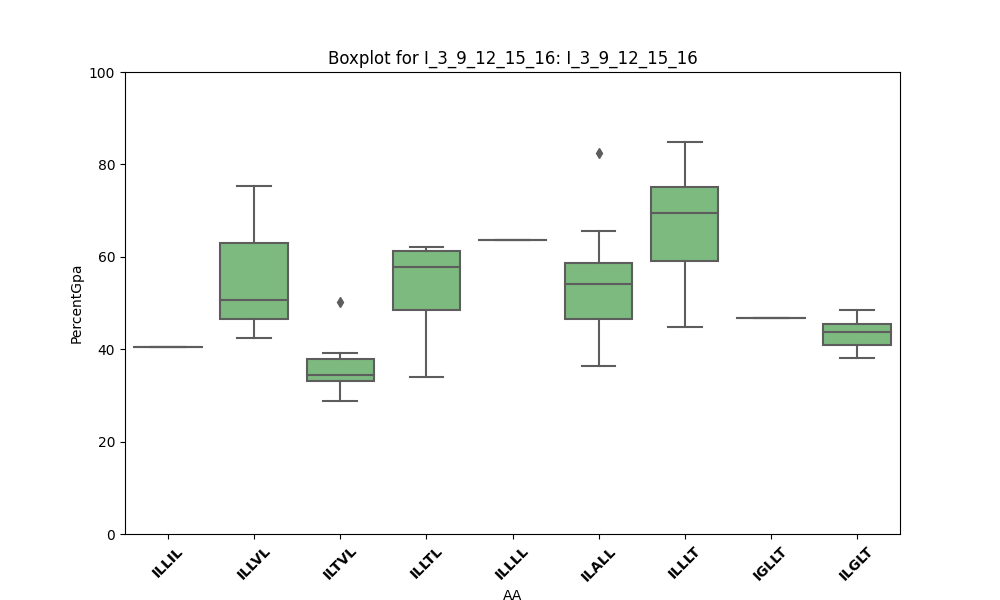 Boxplot for I_3_9_12_15_16: I_3_9_12_15_16
100
80
60
40
20
0
PercentGpa
ILLIL
ILLVL
ILTVL
ILLTL
ILLLL
ILALL
ILLLT
IGLLT
ILGLT
AA